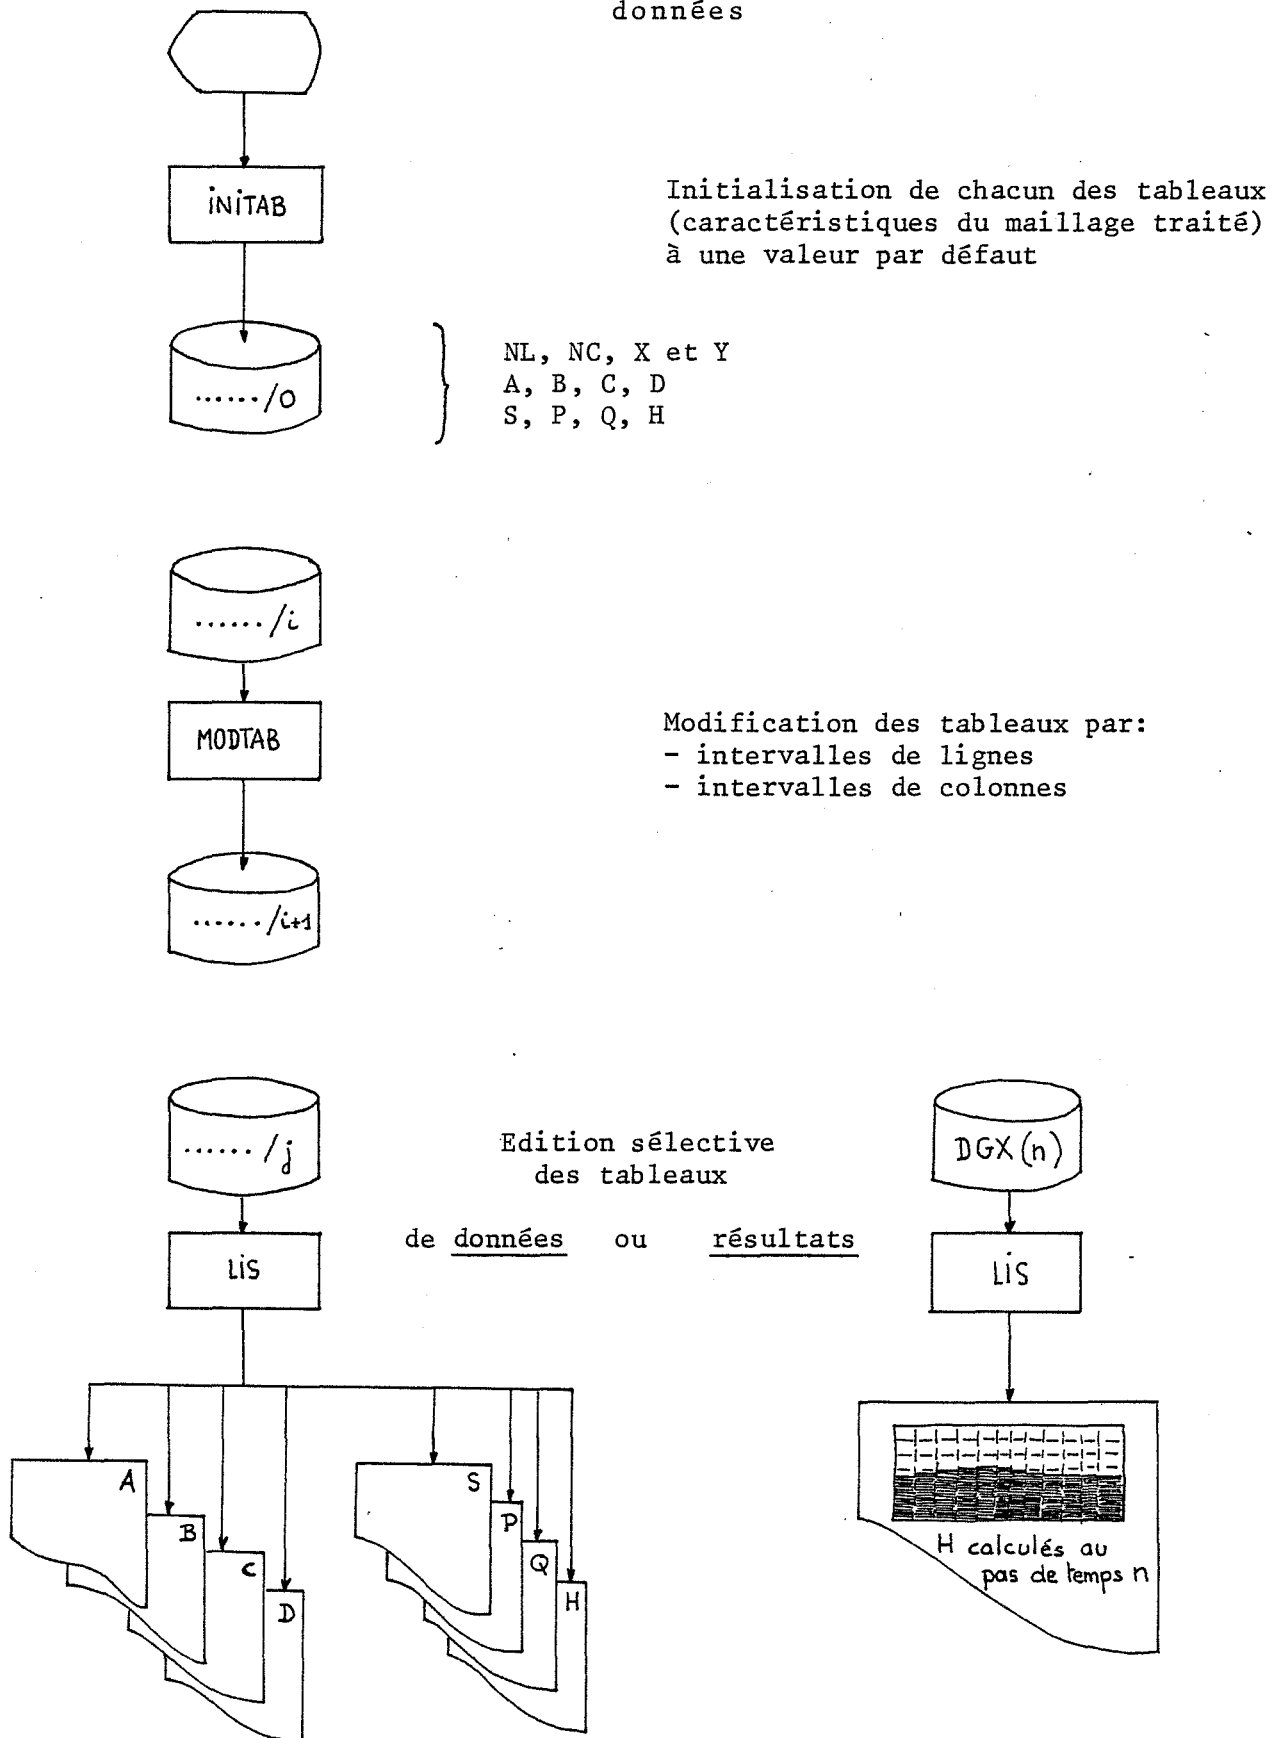 données
iNiTAB
Initialisation de chacun des tableaux
(caractéristiques du maillage traité)
à une valeur par défaut
....../0
NL, NC, X et Y
A, B, C, D
S, P, Q, H
....../i
MODTAB
Modification des tableaux par:
- intervalles de lignes
- intervalles de colonnes
....../i+1
....../j
Edition sélective
des tableaux
DGX(n)
de données ou résultats
LiS
LiS
A
B
C
D
S
P
Q
H
H calculés au
pas de temps n